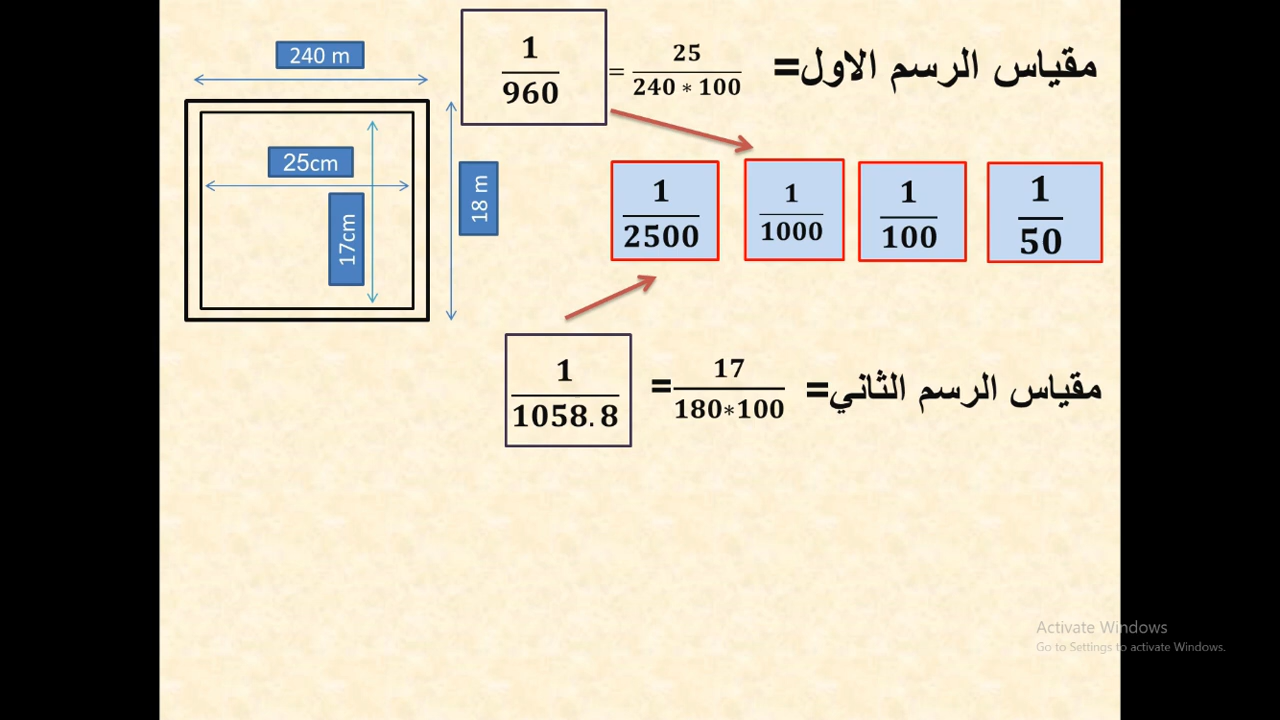 مقياس الرسم الاول= 25/240 * 100 = 1/960
240 m
25cm
17cm
18 m
1/50
1/100
1/1000
1/2500
مقياس الرسم الثاني= 17/180*100 = 1/1058.8
Activate Windows
Go to Settings to activate Windows.